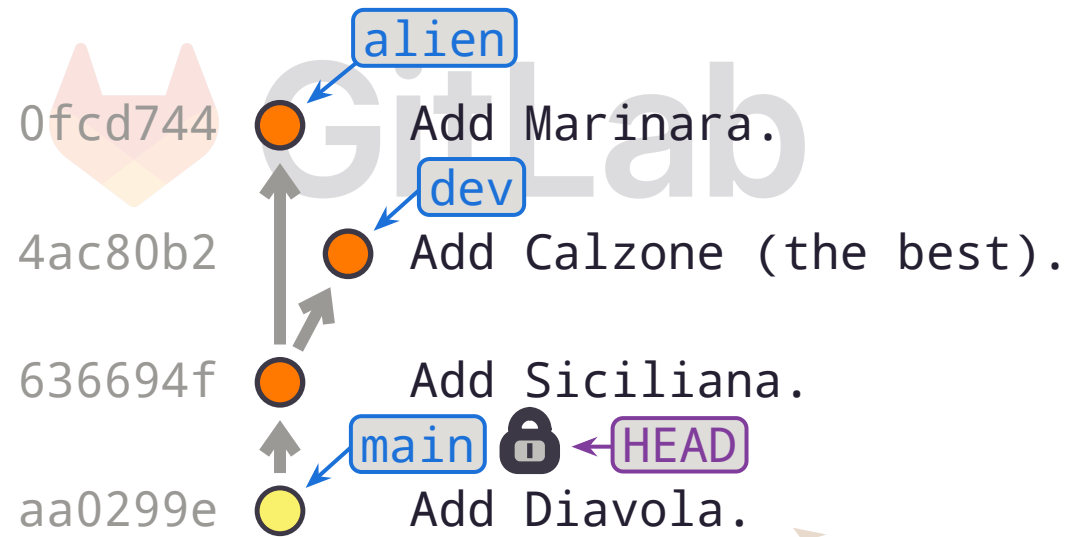 alien
GitLab
0fcd744 Add Marinara.
dev
4ac80b2 Add Calzone (the best).
636694f Add Siciliana.
main HEAD
aa0299e Add Diavola.